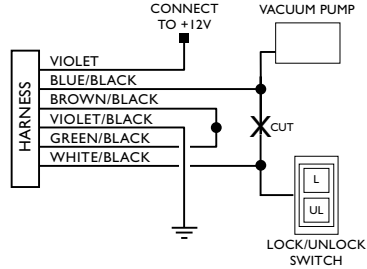 CONNECT
TO +12V
VACUUM PUMP
VIOLET
BLUE/BLACK
BROWN/BLACK
VIOLET/BLACK
GREEN/BLACK
WHITE/BLACK
HARNESS
CUT
L
UL
LOCK/UNLOCK
SWITCH